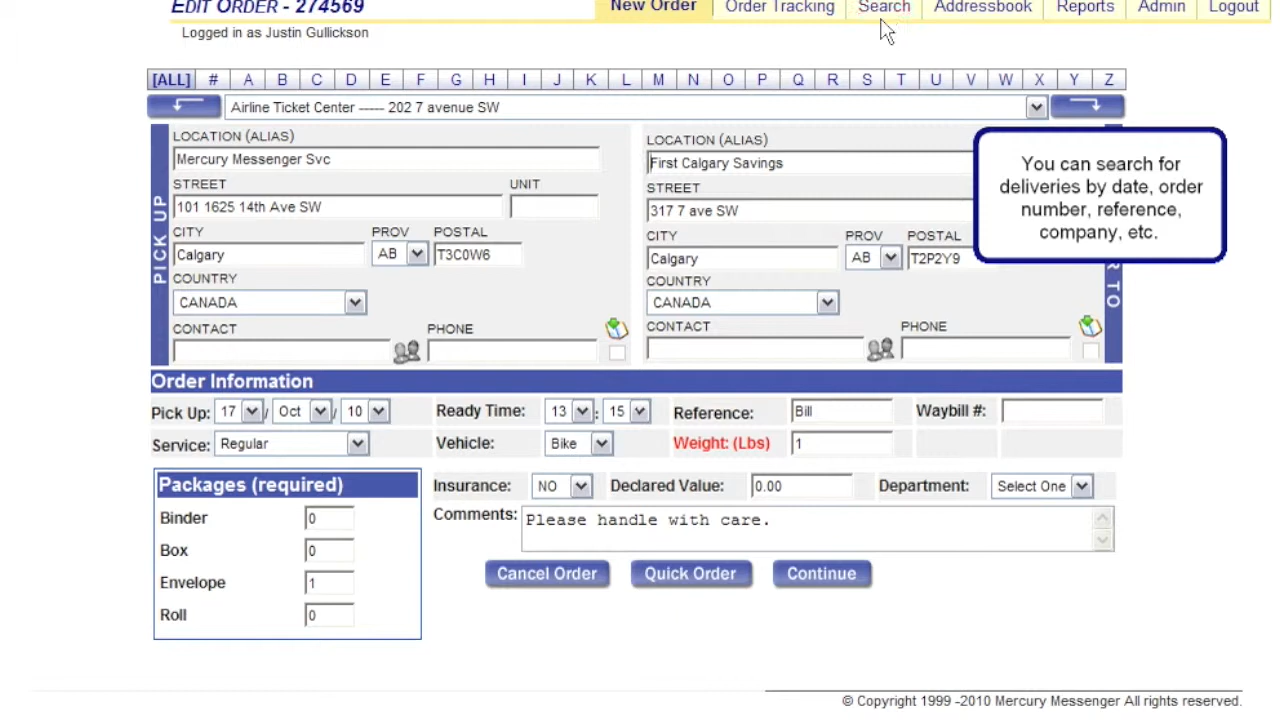 EDIT ORDER - 274569
New Order Order Tracking Search Addressbook Reports Admin Logout
Logged in as Justin Gullickson
[ALL] # A B C D E F G H I J K L M N O P Q R S T U V W X Y Z
Airline Ticket Center ----- 202 7 avenue SW
PICK UP
LOCATION (ALIAS)
Mercury Messenger Svc
STREET UNIT
101 1625 14th Ave SW
CITY PROV POSTAL
Calgary AB T3C0W6
COUNTRY
CANADA
CONTACT PHONE
LOCATION (ALIAS)
First Calgary Savings
STREET
317 7 ave SW
CITY PROV POSTAL
Calgary AB T2P2Y9
COUNTRY
CANADA
CONTACT PHONE
TO
You can search for
deliveries by date, order
number, reference,
company, etc.
Order Information
Pick Up: 17 / Oct / 10 Ready Time: 13 : 15 Reference: Bill Waybill #:
Service: Regular Vehicle: Bike Weight: (Lbs) 1
Packages (required)
Binder 0
Box 0
Envelope 1
Roll 0
Insurance: NO Declared Value: 0.00 Department: Select One
Comments: Please handle with care.
Cancel Order Quick Order Continue
© Copyright 1999 -2010 Mercury Messenger All rights reserved.